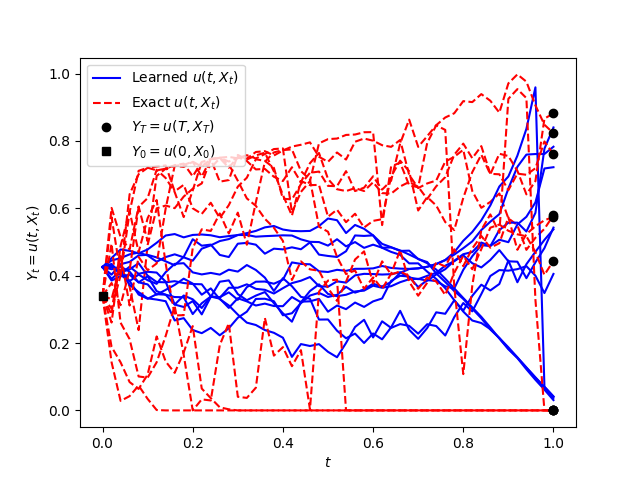 1.0
0.8
0.6
0.4
0.2
0.0
Y_t = u(t, X_t)
Learned u(t, X_t)
Exact u(t, X_t)
Y_T = u(T, X_T)
Y_0 = u(0, X_0)
0.0 0.2 0.4 0.6 0.8 1.0
t